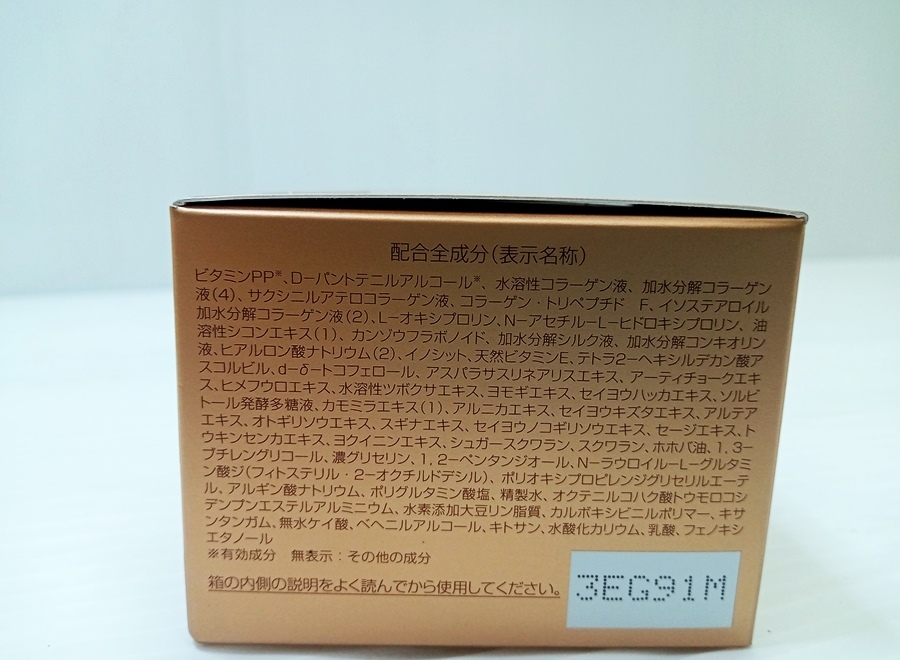 配合全成分（表示名称）
ビタミンPP※、D－パントテニルアルコール※、水溶性コラーゲン液、加水分解コラーゲン
液（4）、サクシニルアテロコラーゲン液、コラーゲン・トリペプチド F、イソステアロイル
加水分解コラーゲン液（2）、L－オキシプロリン、N－アセチル－L－ヒドロキシプロリン、油
溶性シコンエキス（1）、カンゾウフラボノイド、加水分解シルク液、加水分解コンキオリン
液、ヒアルロン酸ナトリウム（2）、イノシット、天然ビタミンE、テトラ2－ヘキシルデカン酸ア
スコルビル、d－δ－トコフェロール、アスパラサスリネアリスエキス、アーティチョークエキ
ス、ヒメフウロエキス、水溶性ツボクサエキス、ヨモギエキス、セイヨウハッカエキス、ソルビ
トール発酵多糖液、カモミラエキス（1）、アルニカエキス、セイヨウキズタエキス、アルテア
エキス、オトギリソウエキス、スギナエキス、セイヨウノコギリソウエキス、セージエキス、ト
ウキンセンカエキス、ヨクイニンエキス、シュガースクワラン、スクワラン、ホホバ油、1，3－
ブチレングリコール、濃グリセリン、1，2－ペンタンジオール、N－ラウロイル－L－グルタミ
ン酸ジ（フィトステリル・2－オクチルドデシル）、ポリオキシプロピレンジグリセリルエーテ
ル、アルギン酸ナトリウム、ポリグルタミン酸塩、精製水、オクテニルコハク酸トウモロコシ
デンプンエステルアルミニウム、水素添加大豆リン脂質、カルボキシビニルポリマー、キサ
ンタンガム、無水ケイ酸、ベヘニルアルコール、キトサン、水酸化カリウム、乳酸、フェノキシ
エタノール
※有効成分 無表示：その他の成分
箱の内側の説明をよく読んでから使用してください。
3EG91M